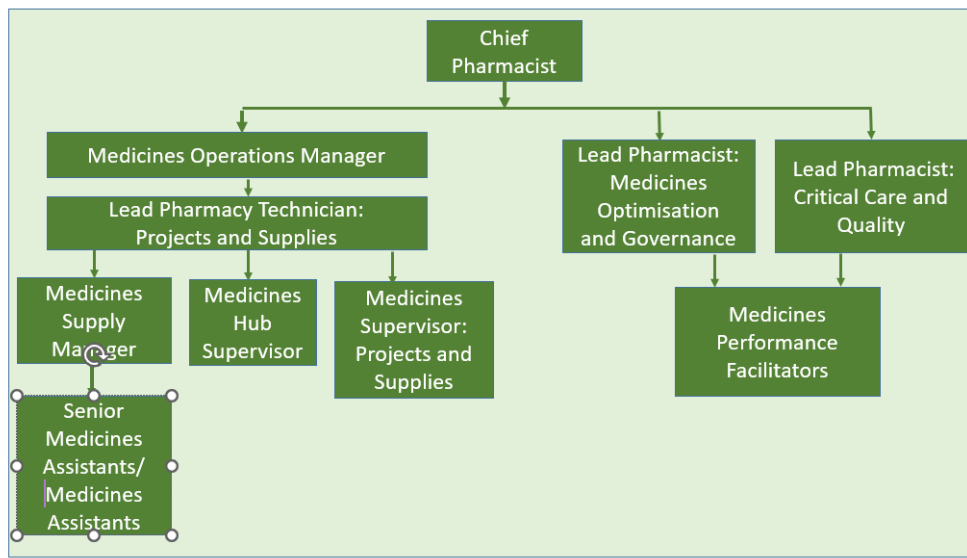 Chief
Pharmacist
Medicines Operations Manager
Lead Pharmacist:
Medicines
Optimisation
and Governance
Lead Pharmacist:
Critical Care and
Quality
Lead Pharmacy Technician:
Projects and Supplies
Medicines
Supply
Manager
Medicines
Hub
Supervisor
Medicines
Supervisor:
Projects and
Supplies
Medicines
Performance
Facilitators
Senior
Medicines
Assistants/
Medicines
Assistants